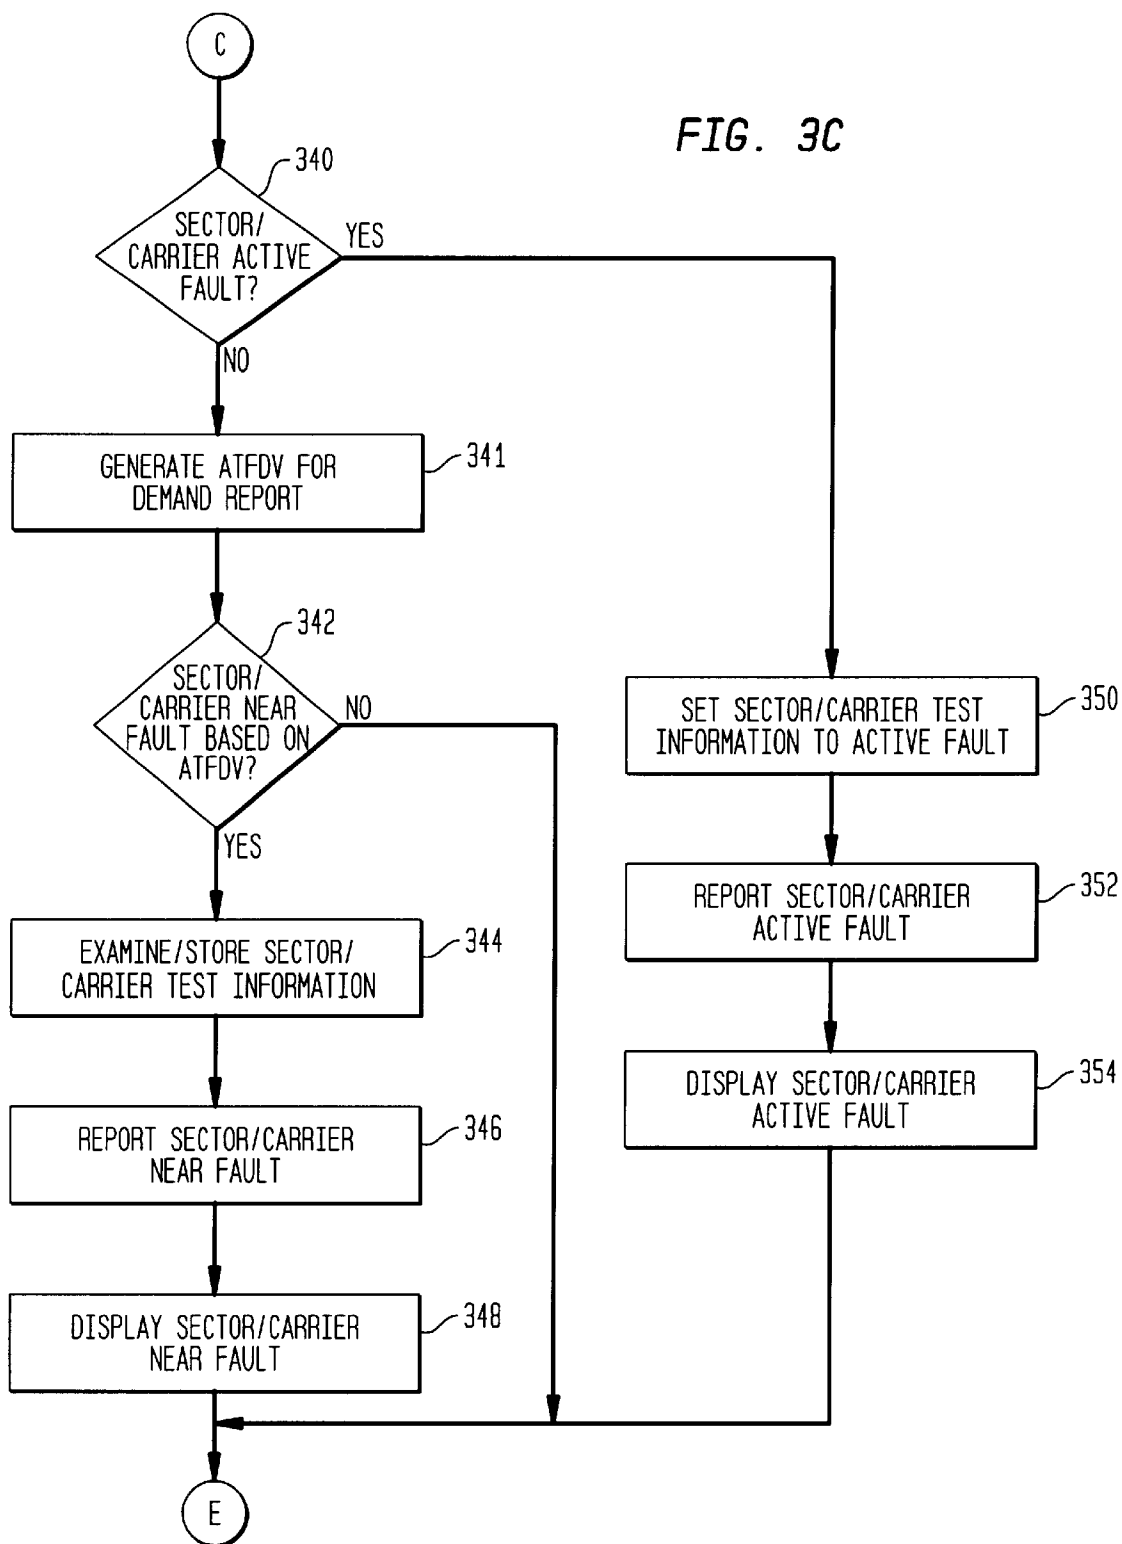 C
FIG. 3C
340
SECTOR/
CARRIER ACTIVE
FAULT?
YES
NO
GENERATE ATFDV FOR
DEMAND REPORT
341
342
SECTOR/
CARRIER NEAR
FAULT BASED ON
ATFDV?
NO
YES
SET SECTOR/CARRIER TEST
INFORMATION TO ACTIVE FAULT
350
REPORT SECTOR/CARRIER
ACTIVE FAULT
352
EXAMINE/STORE SECTOR/
CARRIER TEST INFORMATION
344
DISPLAY SECTOR/CARRIER
ACTIVE FAULT
354
REPORT SECTOR/CARRIER
NEAR FAULT
346
DISPLAY SECTOR/CARRIER
NEAR FAULT
348
E